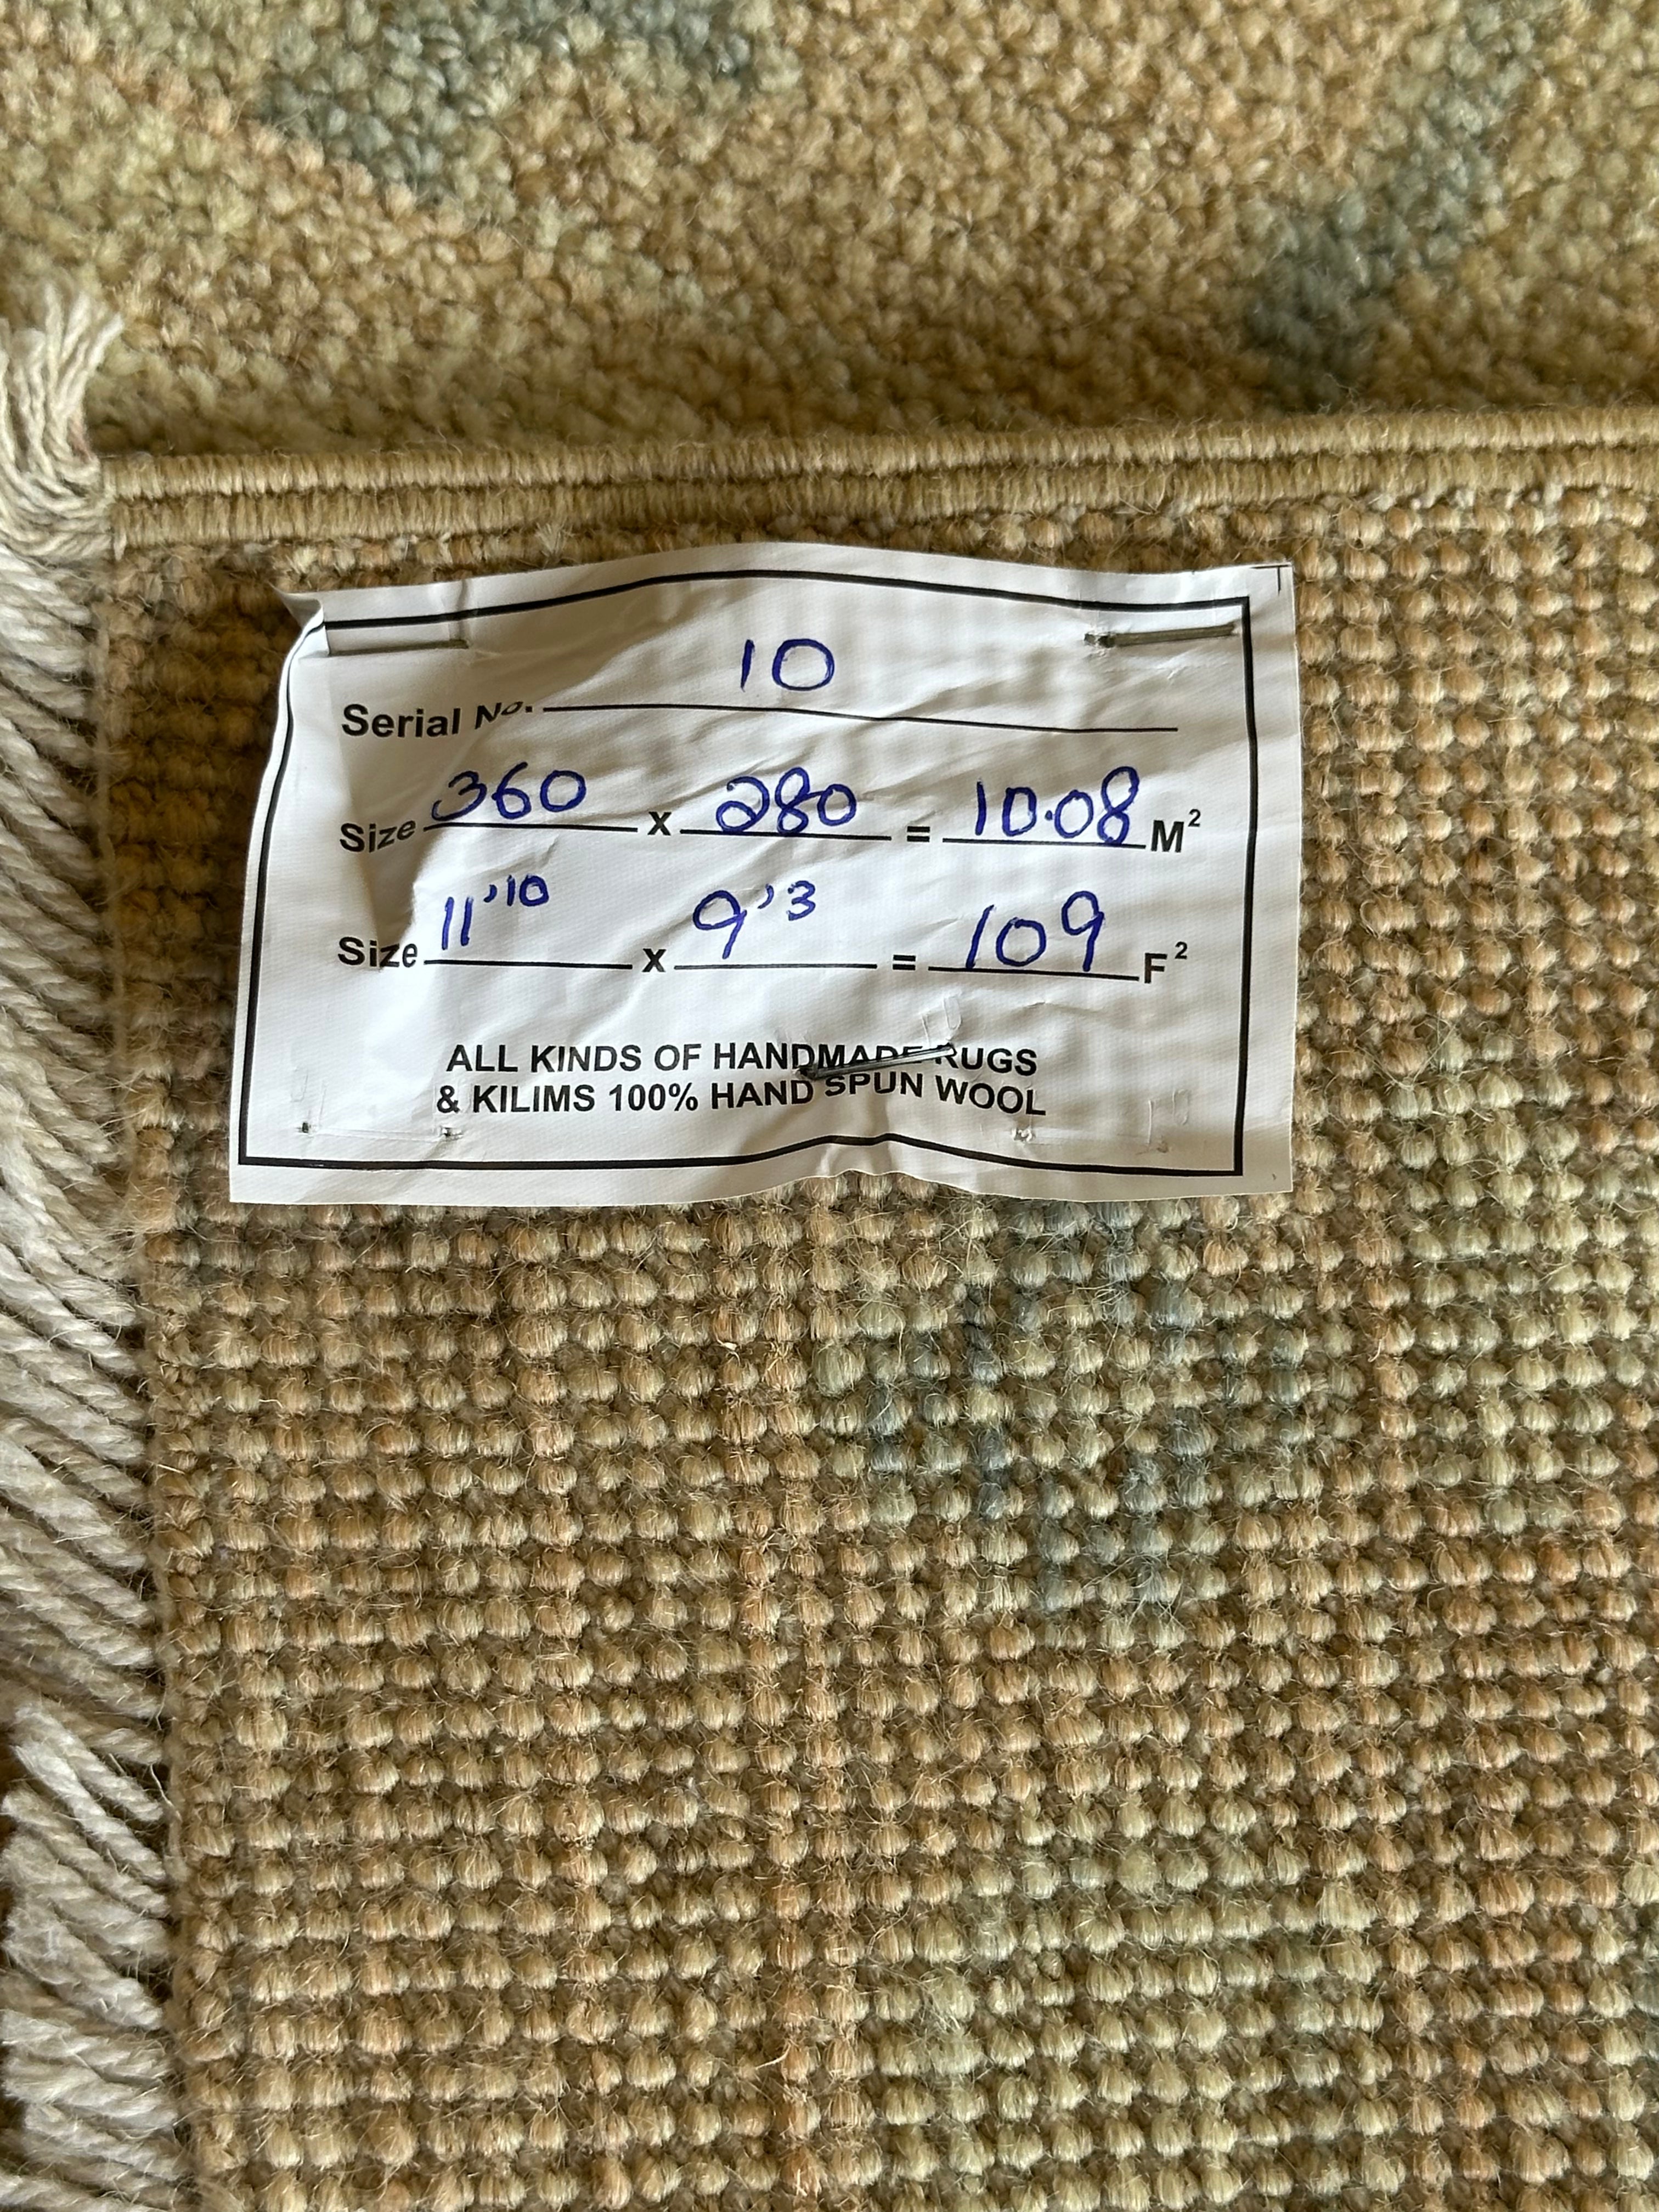 Serial No. 10
Size 360 x 280 = 10.08 M²
Size 11'10 x 9'3 = 109 F²
ALL KINDS OF HANDMADE RUGS
& KILIMS 100% HAND SPUN WOOL